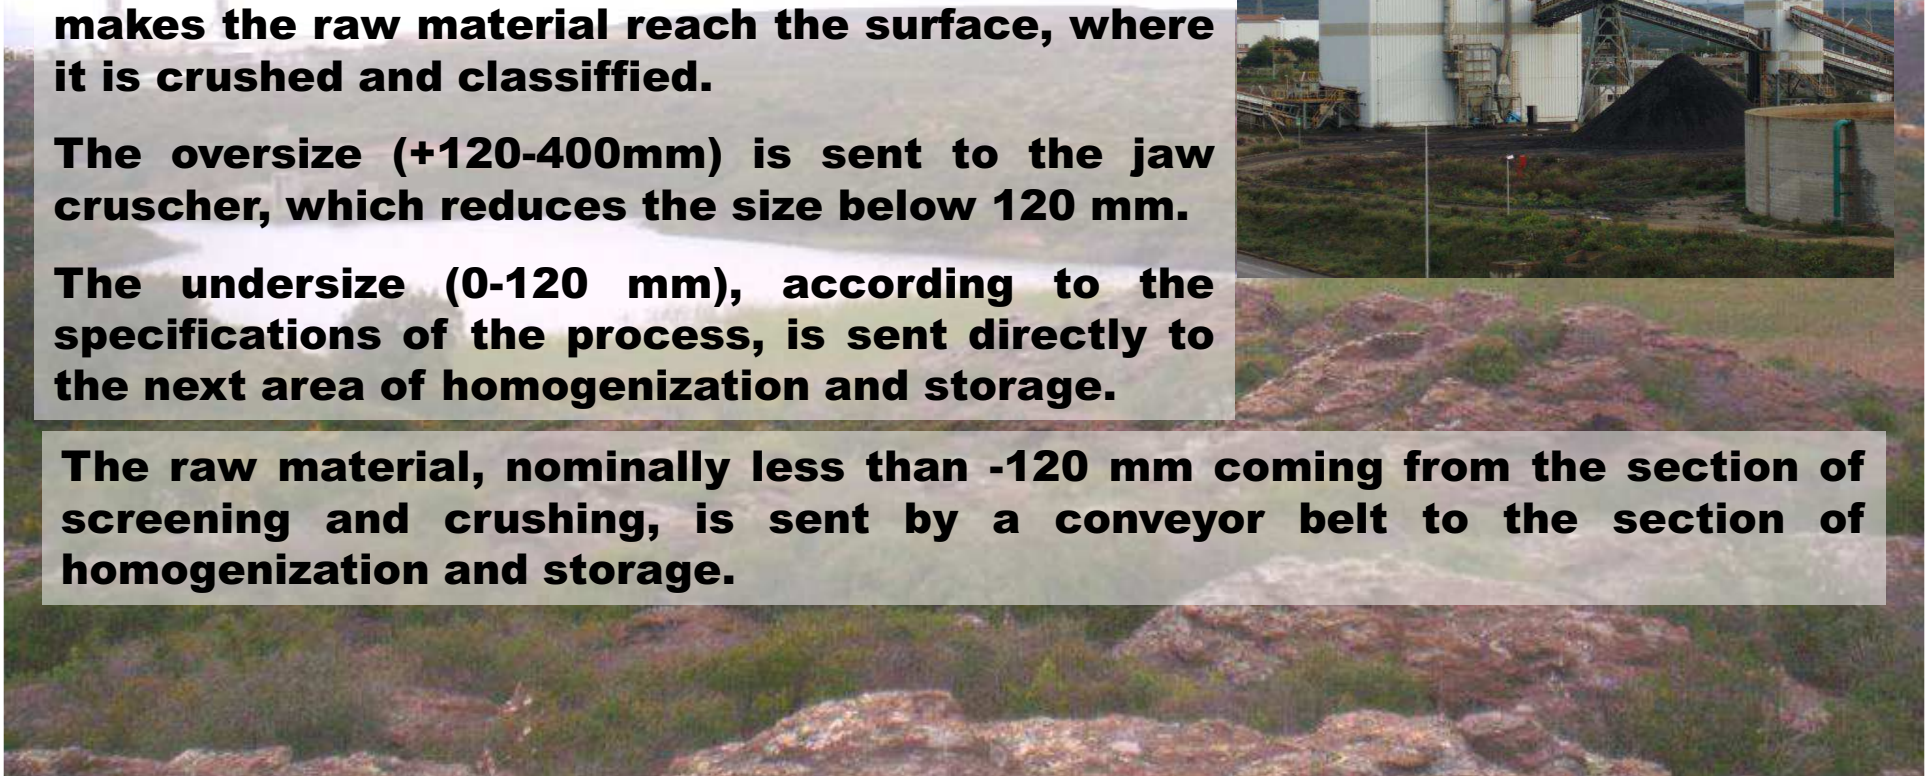 makes the raw material reach the surface, where
it is crushed and classiffied.
The oversize (+120-400mm) is sent to the jaw
cruscher, which reduces the size below 120 mm.
The undersize (0-120 mm), according to the
specifications of the process, is sent directly to
the next area of homogenization and storage.
The raw material, nominally less than -120 mm coming from the section of
screening and crushing, is sent by a conveyor belt to the section of
homogenization and storage.